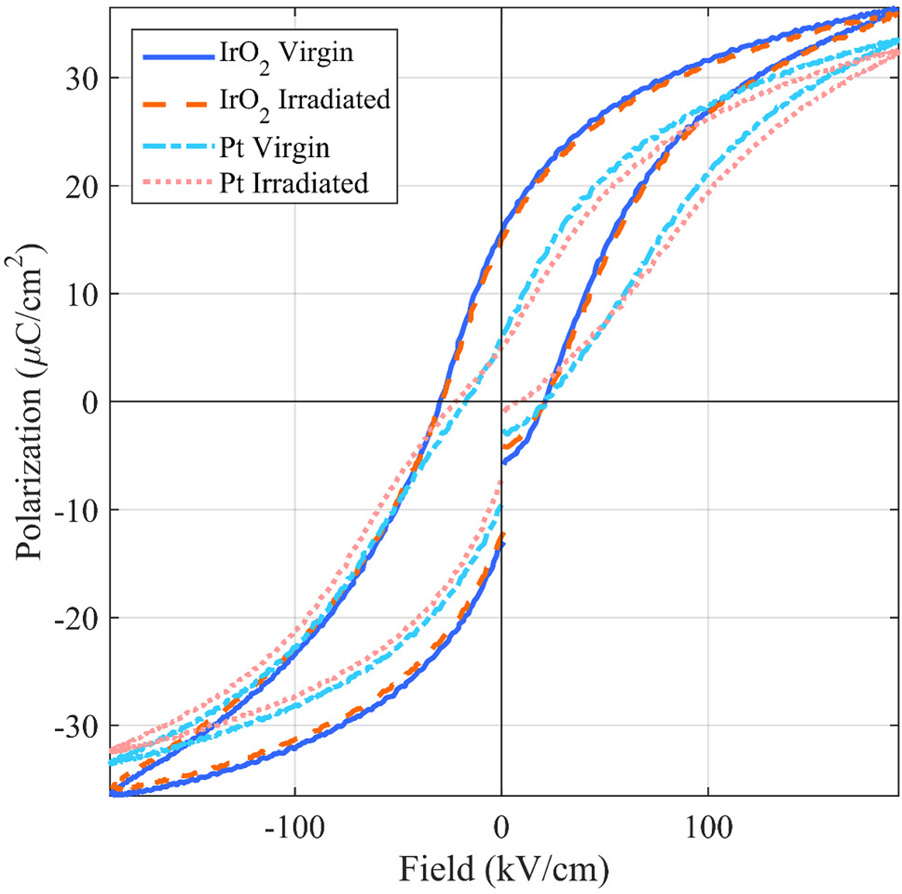 IrO2 Virgin
IrO2 Irradiated
Pt Virgin
Pt Irradiated
30
20
10
0
-10
-20
-30
Polarization (μC/cm2)
-100 0 100
Field (kV/cm)